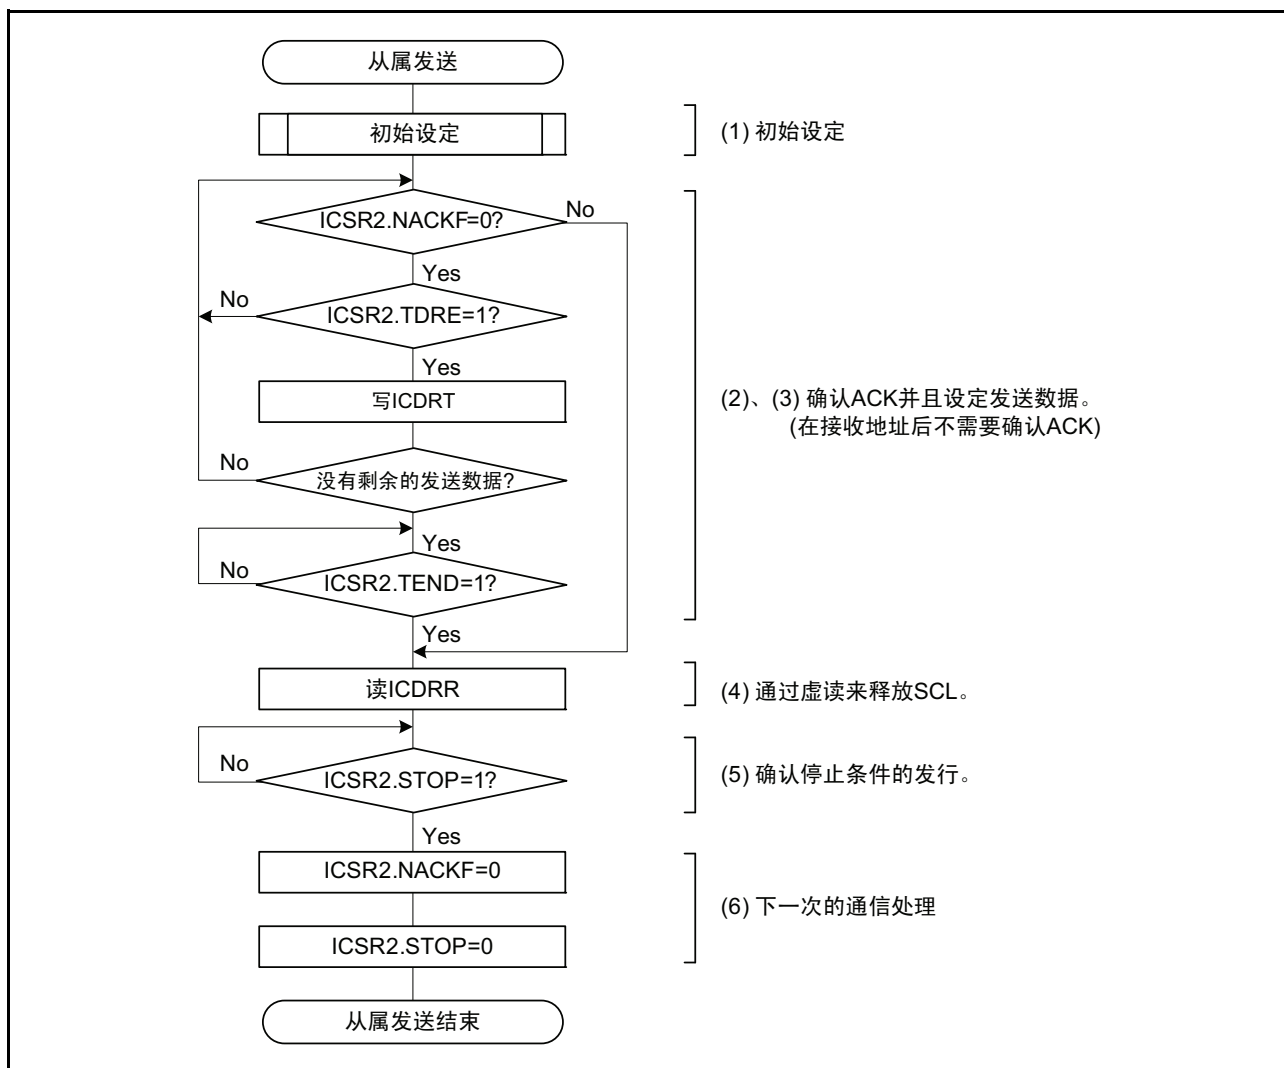 从属发送
初始设定
(1) 初始设定
ICSR2.NACKF=0?
No
Yes
No
ICSR2.TDRE=1?
Yes
写ICDRT
(2)、(3) 确认ACK并且设定发送数据。
(在接收地址后不需要确认ACK)
No
没有剩余的发送数据?
Yes
No
ICSR2.TEND=1?
Yes
读ICDRR
(4) 通过虚读来释放SCL。
No
ICSR2.STOP=1?
(5) 确认停止条件的发行。
Yes
ICSR2.NACKF=0
(6) 下一次的通信处理
ICSR2.STOP=0
从属发送结束